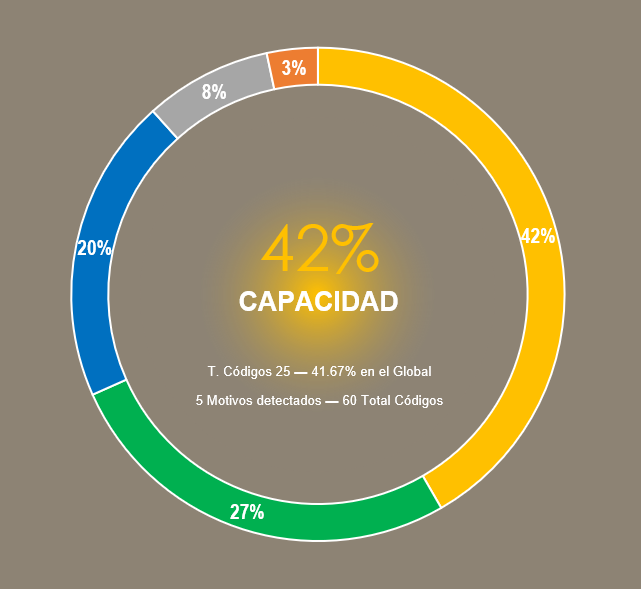 3%
8%
42%
20%
42%
CAPACIDAD
T. Códigos 25 — 41.67% en el Global
5 Motivos detectados — 60 Total Códigos
27%